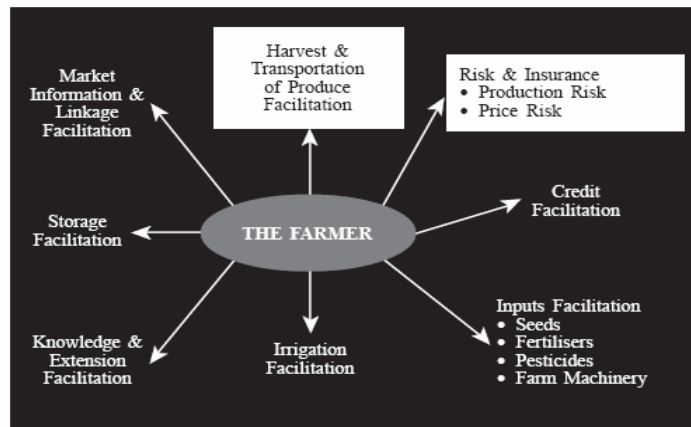 Harvest &
Transportation
of Produce
Facilitation
Market
Information &
Linkage
Facilitation
Risk & Insurance
• Production Risk
• Price Risk
Credit
Facilitation
Storage
Facilitation
THE FARMER
Inputs Facilitation
• Seeds
• Fertilisers
• Pesticides
• Farm Machinery
Knowledge &
Extension
Facilitation
Irrigation
Facilitation